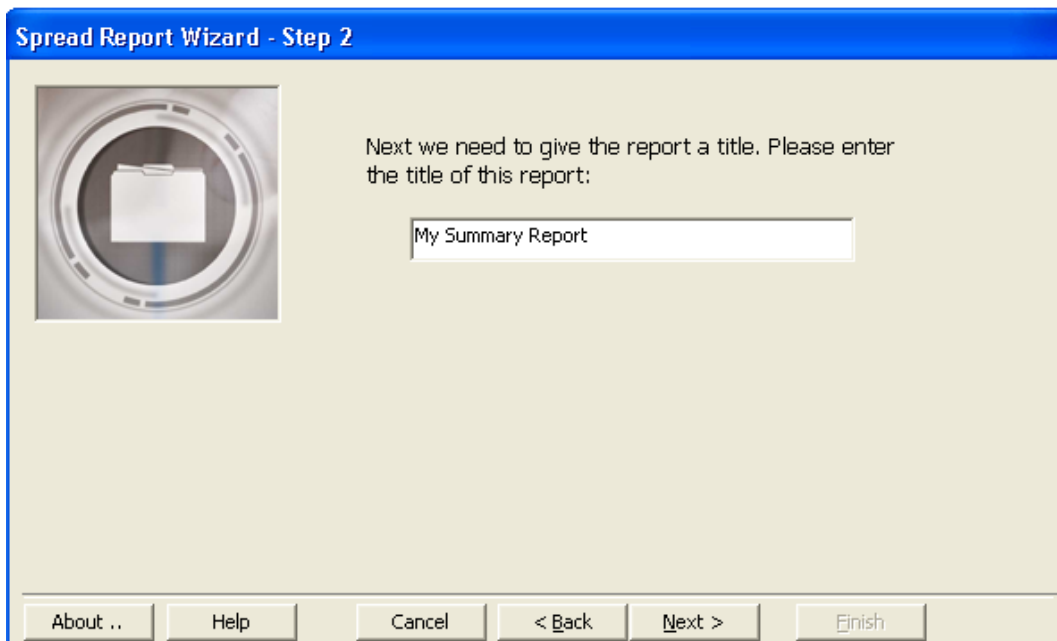 Spread Report Wizard - Step 2
Next we need to give the report a title. Please enter
the title of this report:
My Summary Report
About ..
Help
Cancel
< Back
Next >
Finish